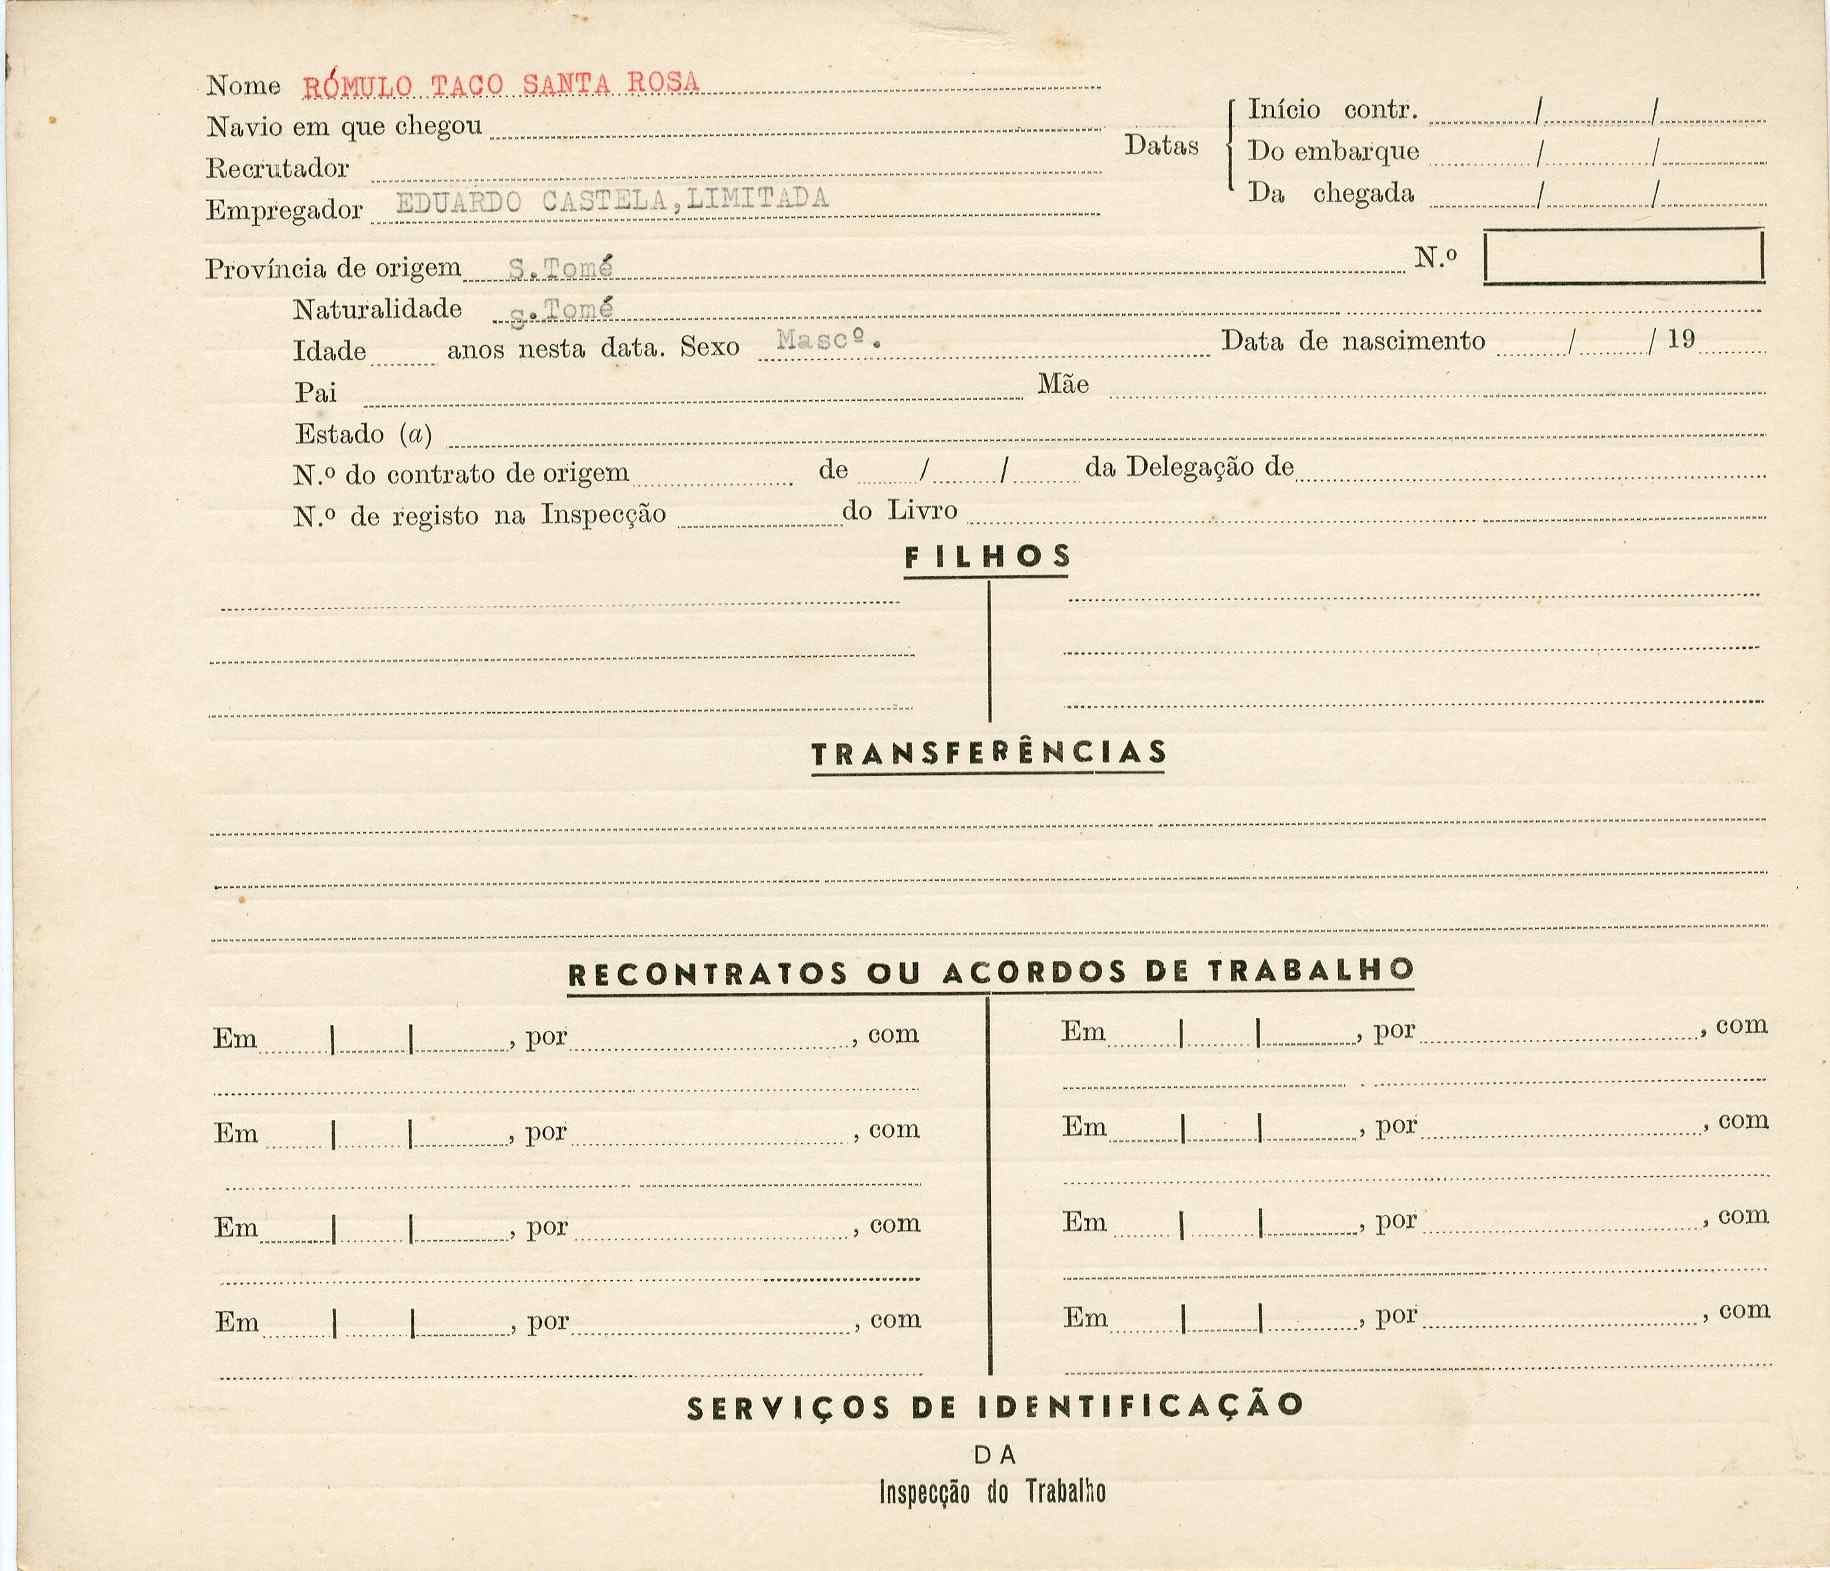 Nome RÓMULO TACO SANTA ROSA
Navio em que chegou
Recrutador
Empregador EDUARDO CASTELA,LIMITADA
Datas
Início contr. / /
Do embarque / /
Da chegada / /
Província de origem S.Tomé N.º
Naturalidade s.Tomé
Idade anos nesta data. Sexo Mascº. Data de nascimento / / 19
Pai Mãe
Estado (a)
N.º do contrato de origem de / / da Delegação de
N.º de registo na Inspecção do Livro
FILHOS
TRANSFERÊNCIAS
RECONTRATOS OU ACORDOS DE TRABALHO
Em | | , por , com
Em | | , por , com
Em | | , por , com
Em | | , por , com
Em | | , por , com
Em | | , por , com
Em | | , por , com
Em | | , por , com
SERVIÇOS DE IDENTIFICAÇÃO
DA
Inspecção do Trabalho